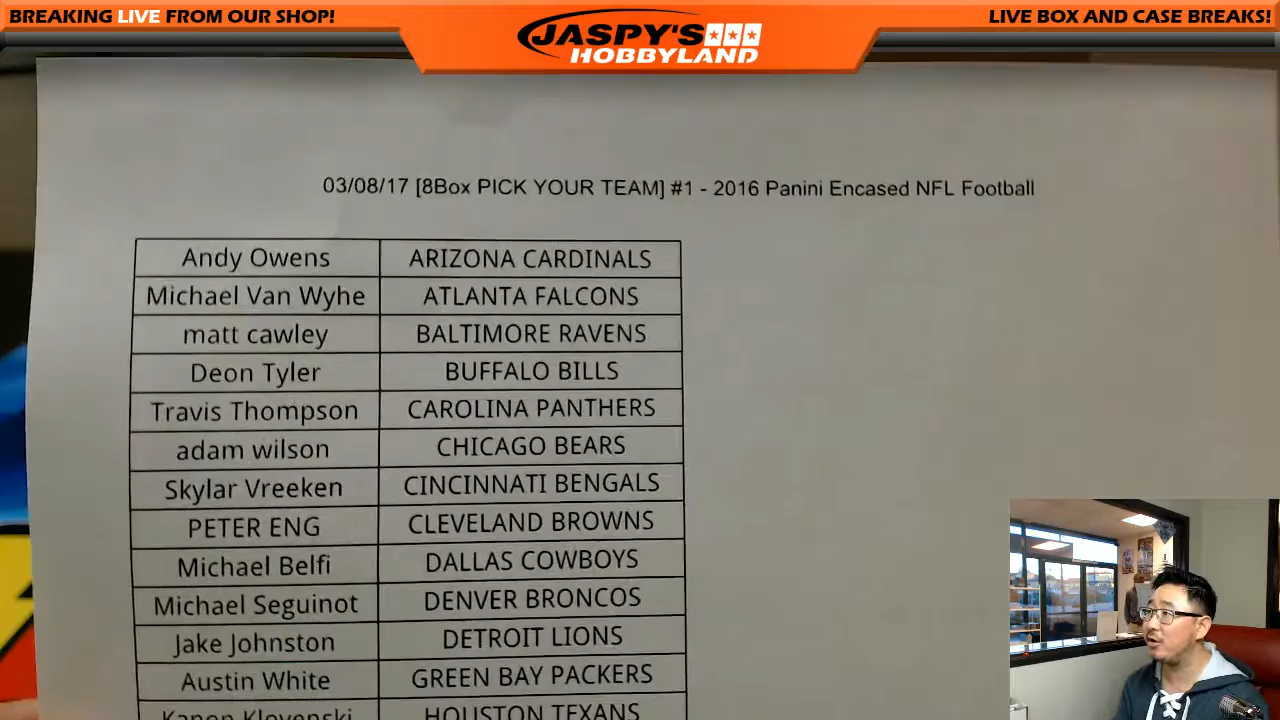 BREAKING LIVE FROM OUR SHOP!
JASPY'S
HOBBYLAND
LIVE BOX AND CASE BREAKS!
03/08/17 [8Box PICK YOUR TEAM] #1 - 2016 Panini Encased NFL Football
Andy Owens ARIZONA CARDINALS
Michael Van Wyhe ATLANTA FALCONS
matt cawley BALTIMORE RAVENS
Deon Tyler BUFFALO BILLS
Travis Thompson CAROLINA PANTHERS
adam wilson CHICAGO BEARS
Skylar Vreeken CINCINNATI BENGALS
PETER ENG CLEVELAND BROWNS
Michael Belfi DALLAS COWBOYS
Michael Seguinot DENVER BRONCOS
Jake Johnston DETROIT LIONS
Austin White GREEN BAY PACKERS
HOUSTON TEXANS